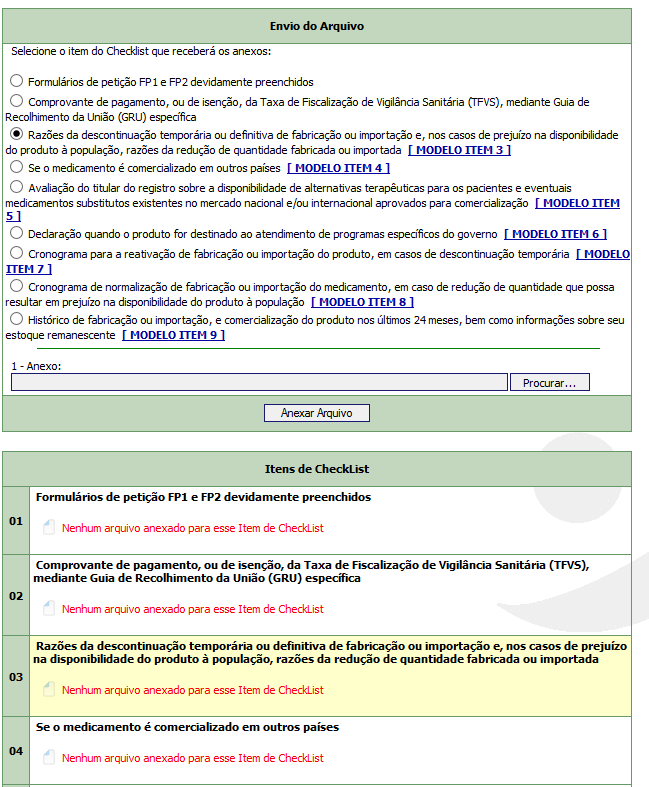 Envio do Arquivo
Selecione o item do Checklist que receberá os anexos:
Formulários de petição FP1 e FP2 devidamente preenchidos
Comprovante de pagamento, ou de isenção, da Taxa de Fiscalização de Vigilância Sanitária (TFVS), mediante Guia de
Recolhimento da União (GRU) específica
Razões da descontinuação temporária ou definitiva de fabricação ou importação e, nos casos de prejuízo na disponibilidade
do produto à população, razões da redução de quantidade fabricada ou importada [ MODELO ITEM 3 ]
Se o medicamento é comercializado em outros países [ MODELO ITEM 4 ]
Avaliação do titular do registro sobre a disponibilidade de alternativas terapêuticas para os pacientes e eventuais
medicamentos substitutos existentes no mercado nacional e/ou internacional aprovados para comercialização [ MODELO ITEM
5 ]
Declaração quando o produto for destinado ao atendimento de programas específicos do governo [ MODELO ITEM 6 ]
Cronograma para a reativação de fabricação ou importação do produto, em casos de descontinuação temporária [ MODELO
ITEM 7 ]
Cronograma de normalização de fabricação ou importação do medicamento, em caso de redução de quantidade que possa
resultar em prejuízo na disponibilidade do produto à população [ MODELO ITEM 8 ]
Histórico de fabricação ou importação, e comercialização do produto nos últimos 24 meses, bem como informações sobre seu
estoque remanescente [ MODELO ITEM 9 ]
1 - Anexo:
Procurar...
Anexar Arquivo
Itens de CheckList
01
Formulários de petição FP1 e FP2 devidamente preenchidos
Nenhum arquivo anexado para esse Item de CheckList
02
Comprovante de pagamento, ou de isenção, da Taxa de Fiscalização de Vigilância Sanitária (TFVS),
mediante Guia de Recolhimento da União (GRU) específica
Nenhum arquivo anexado para esse Item de CheckList
03
Razões da descontinuação temporária ou definitiva de fabricação ou importação e, nos casos de prejuízo
na disponibilidade do produto à população, razões da redução de quantidade fabricada ou importada
Nenhum arquivo anexado para esse Item de CheckList
04
Se o medicamento é comercializado em outros países
Nenhum arquivo anexado para esse Item de CheckList